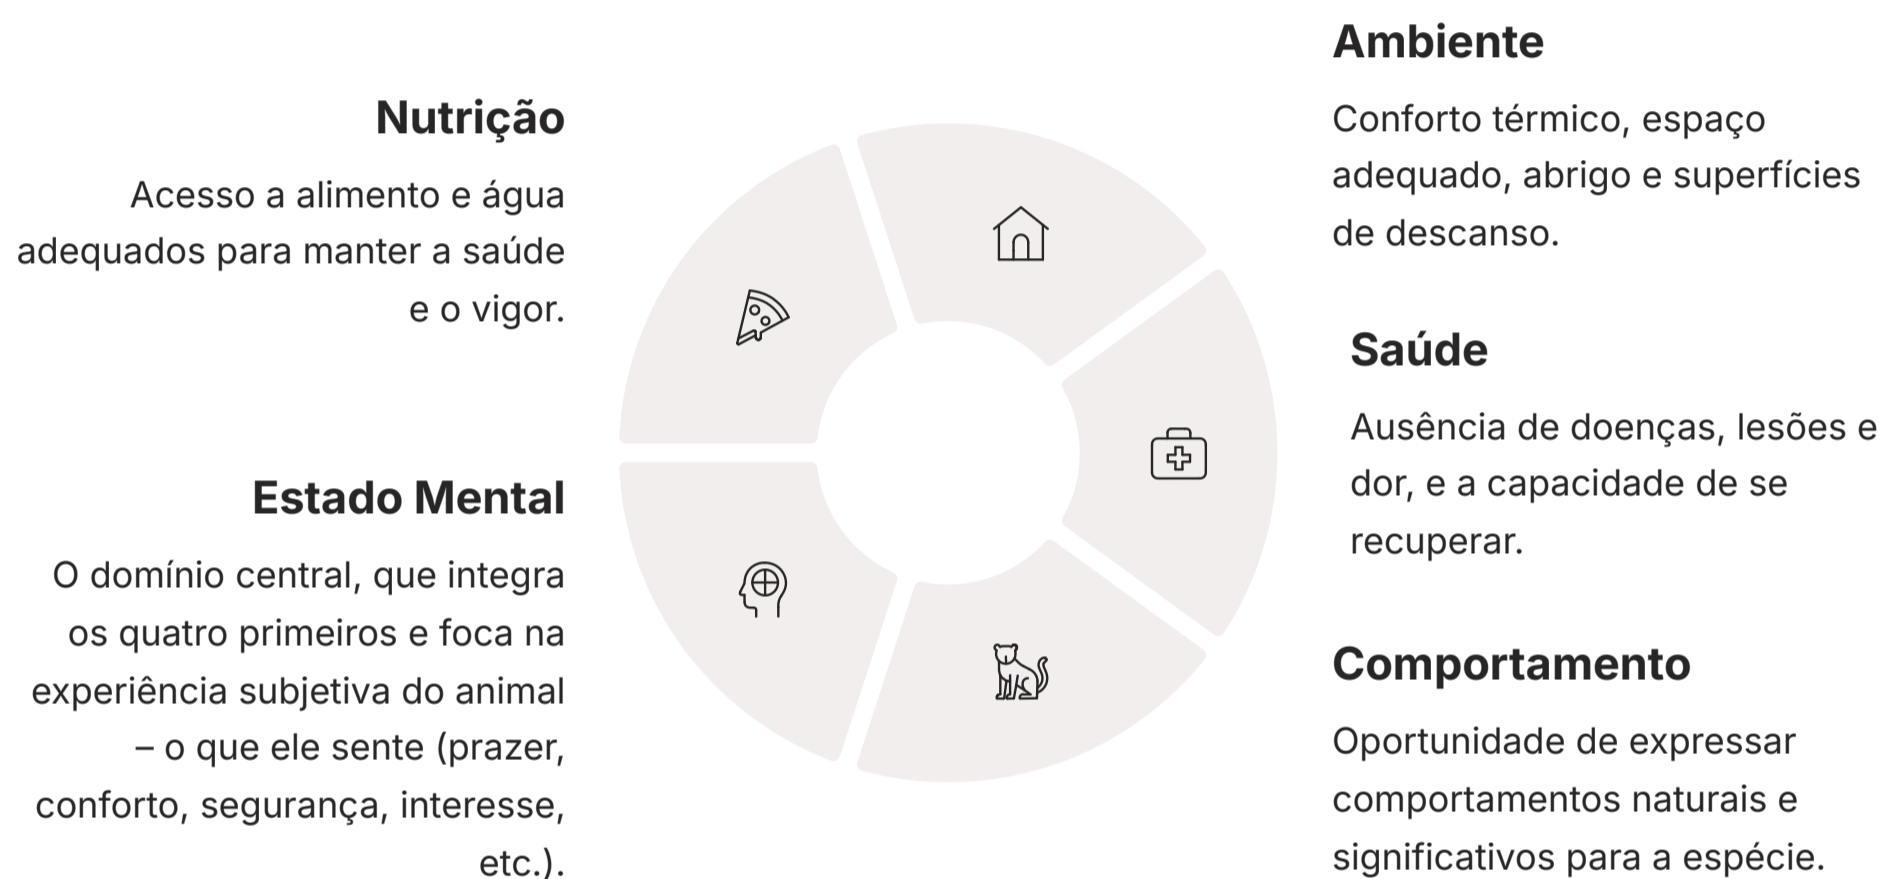 Nutrição
Acesso a alimento e água
adequados para manter a saúde
e o vigor.
Ambiente
Conforto térmico, espaço
adequado, abrigo e superfícies
de descanso.
Saúde
Ausência de doenças, lesões e
dor, e a capacidade de se
recuperar.
Comportamento
Oportunidade de expressar
comportamentos naturais e
significativos para a espécie.
Estado Mental
O domínio central, que integra
os quatro primeiros e foca na
experiência subjetiva do animal
– o que ele sente (prazer,
conforto, segurança, interesse,
etc.).